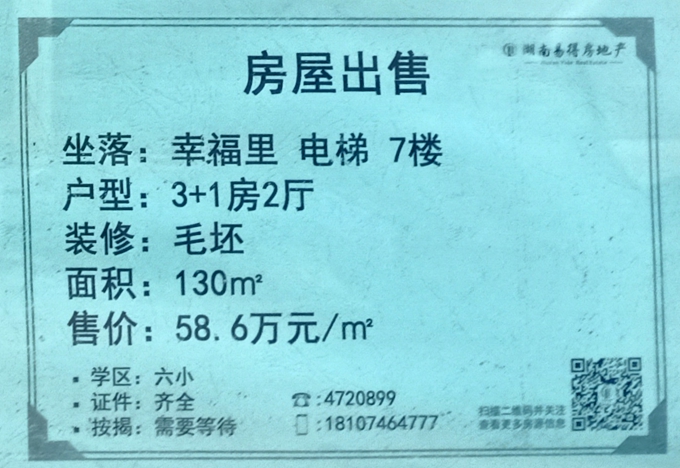 湖南易得房地产
房屋出售
坐落：幸福里 电梯 7楼
户型：3+1房2厅
装修：毛坯
面积：130㎡
售价：58.6万元/㎡
▪ 学区：六小
▪ 证件：齐全 ☎:4720899
▪ 按揭：需要等待 :18107464777
扫描二维码并关注
查看更多房源信息